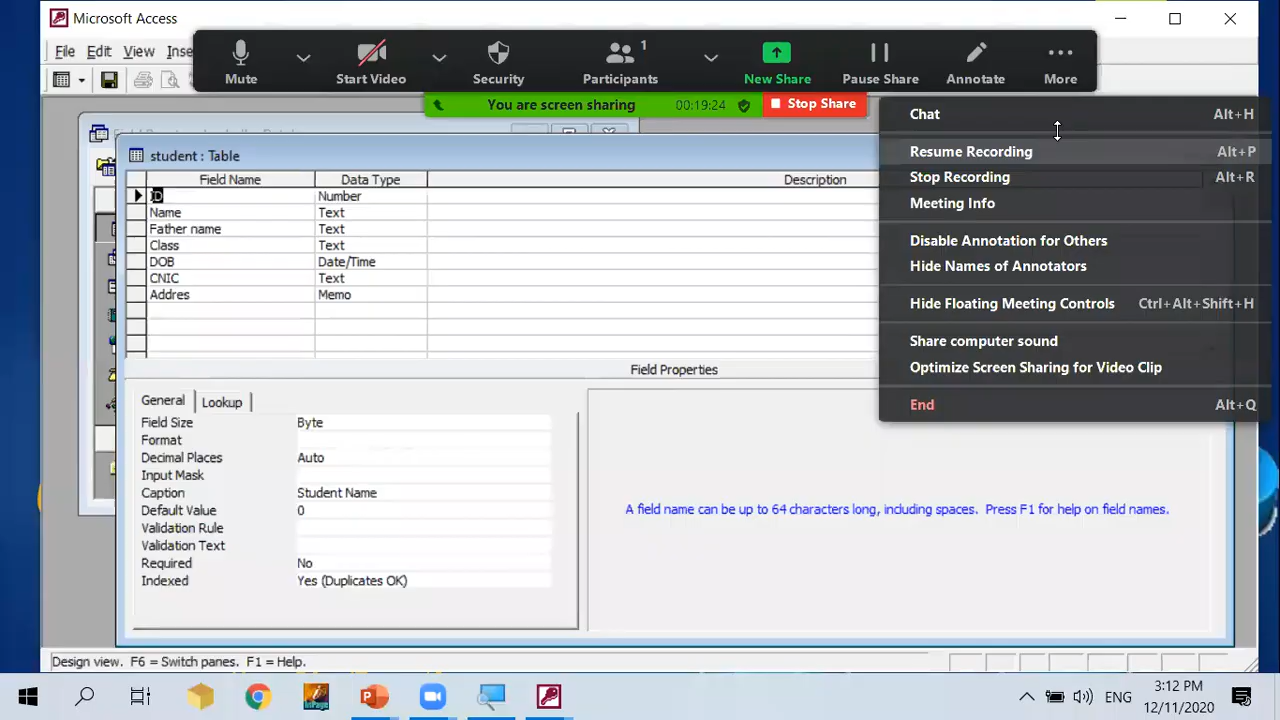 Microsoft Access
File Edit View Inse
Mute
Start Video
Security
Participants
1
New Share
Pause Share
Annotate
More
You are screen sharing
00:19:24
Stop Share
Chat Alt+H
Resume Recording Alt+P
Stop Recording Alt+R
Meeting Info
Disable Annotation for Others
Hide Names of Annotators
Hide Floating Meeting Controls Ctrl+Alt+Shift+H
Share computer sound
Optimize Screen Sharing for Video Clip
End Alt+Q
student : Table
Field Name Data Type Description
ID Number
Name Text
Father name Text
Class Text
DOB Date/Time
CNIC Text
Addres Memo
Field Properties
General Lookup
Field Size Byte
Format
Decimal Places Auto
Input Mask
Caption Student Name
Default Value 0
Validation Rule
Validation Text
Required No
Indexed Yes (Duplicates OK)
A field name can be up to 64 characters long, including spaces. Press F1 for help on field names.
Design view. F6 = Switch panes. F1 = Help.
InPage
ENG
3:12 PM
12/11/2020